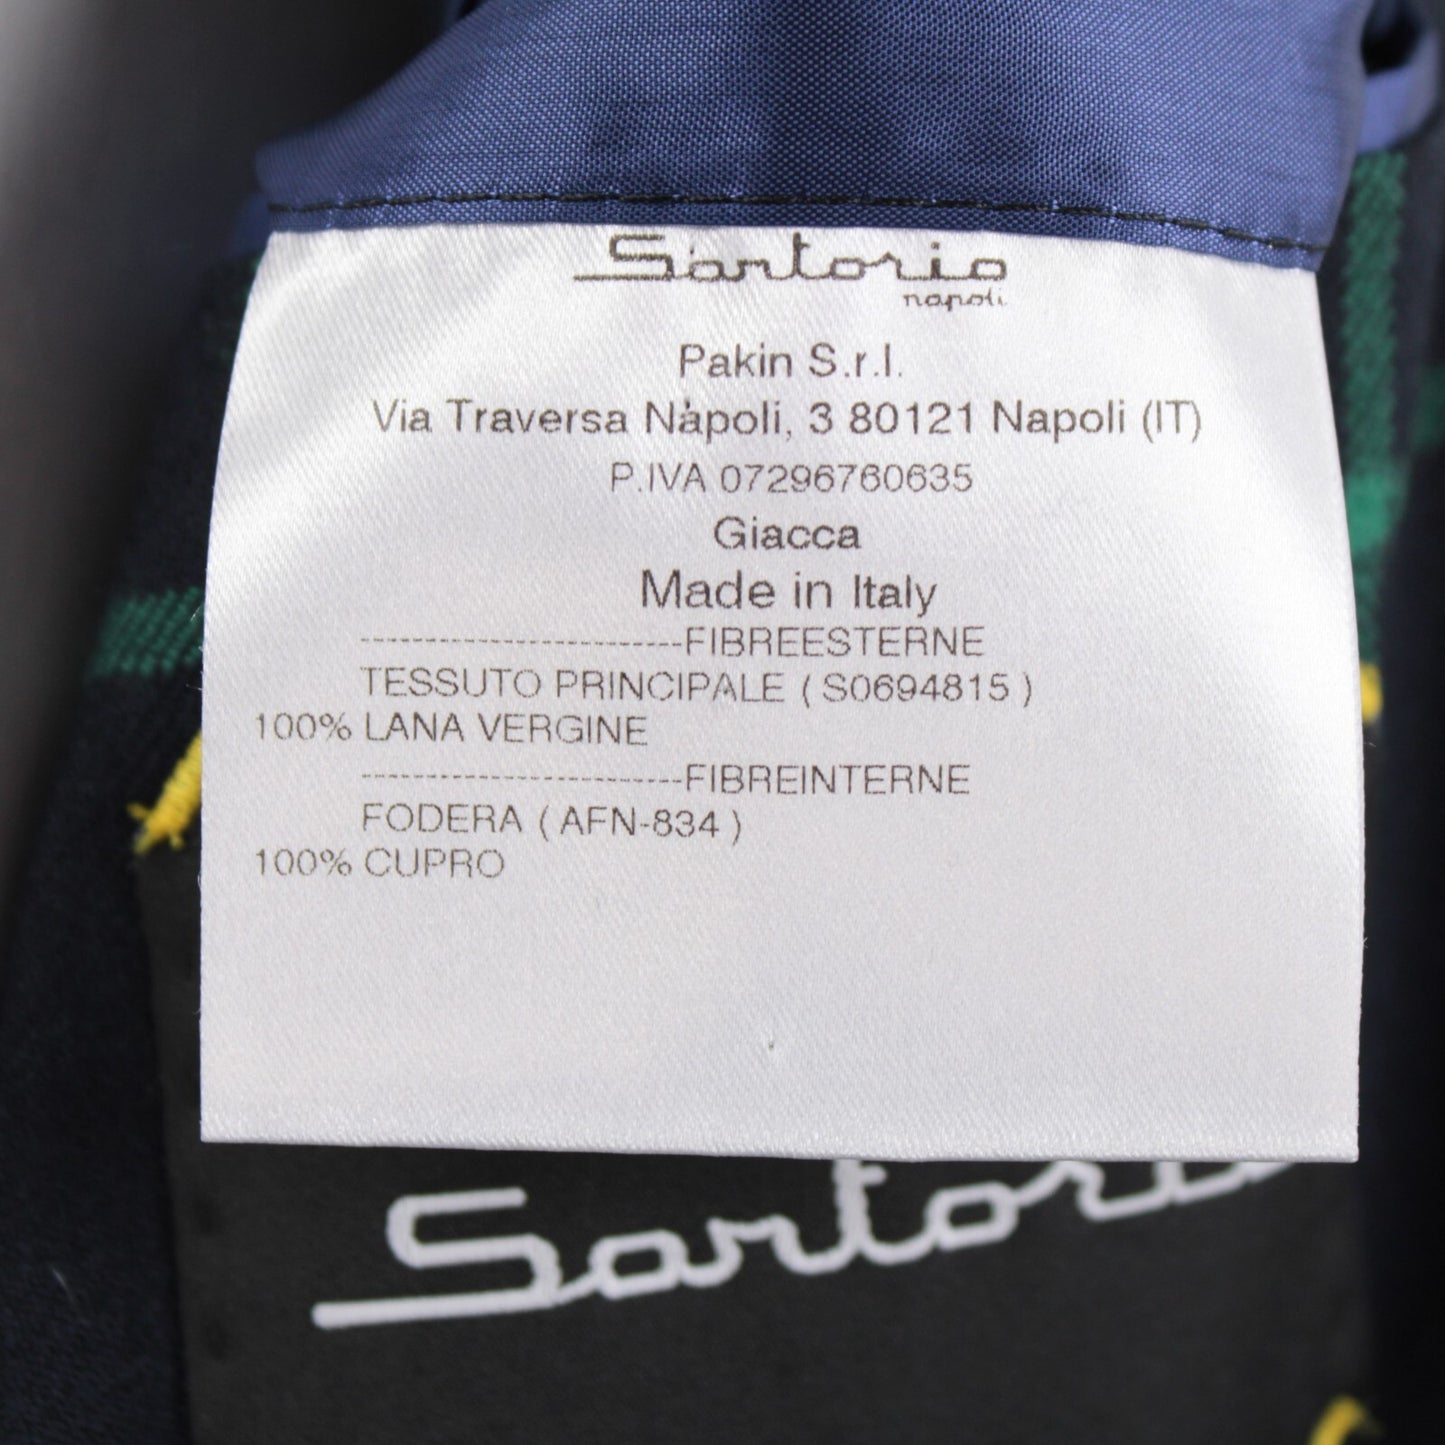 Sartorio
napoli
Pakin S.r.l.
Via Traversa Napoli, 3 80121 Napoli (IT)
P.IVA 07296760635
Giacca
Made in Italy
-------------------------FIBREESTERNE
TESSUTO PRINCIPALE ( S0694815 )
100% LANA VERGINE
-------------------------FIBREINTERNE
FODERA ( AFN-834 )
100% CUPRO
Sartorio